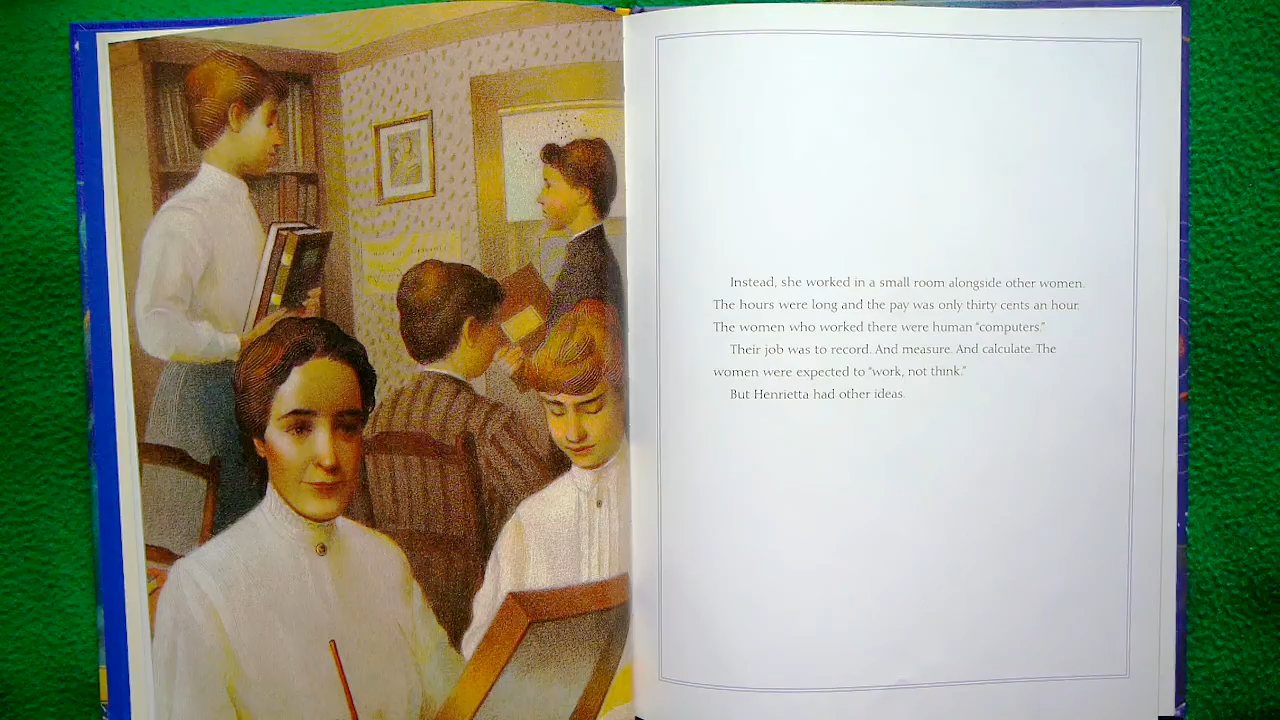 Instead, she worked in a small room alongside other women.
The hours were long and the pay was only thirty cents an hour.
The women who worked there were human “computers.”
Their job was to record. And measure. And calculate. The
women were expected to “work, not think.”
But Henrietta had other ideas.